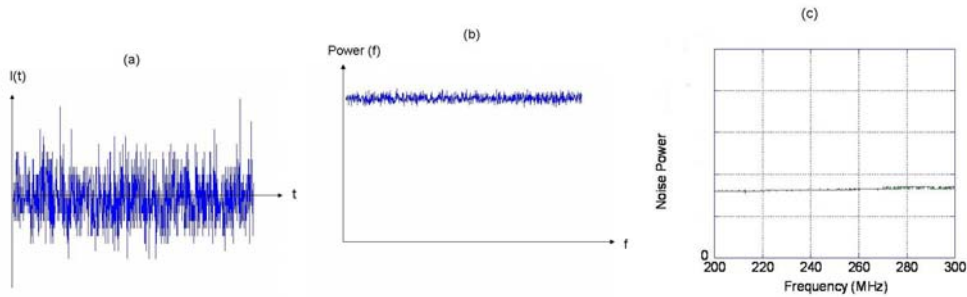 (a)
I(t)
t
(b)
Power (f)
f
(c)
Noise Power
0
200 220 240 260 280 300
Frequency (MHz)